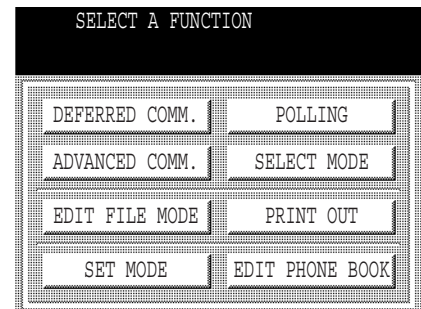 SELECT A FUNCTION
DEFERRED COMM. POLLING
ADVANCED COMM. SELECT MODE
EDIT FILE MODE PRINT OUT
SET MODE EDIT PHONE BOOK